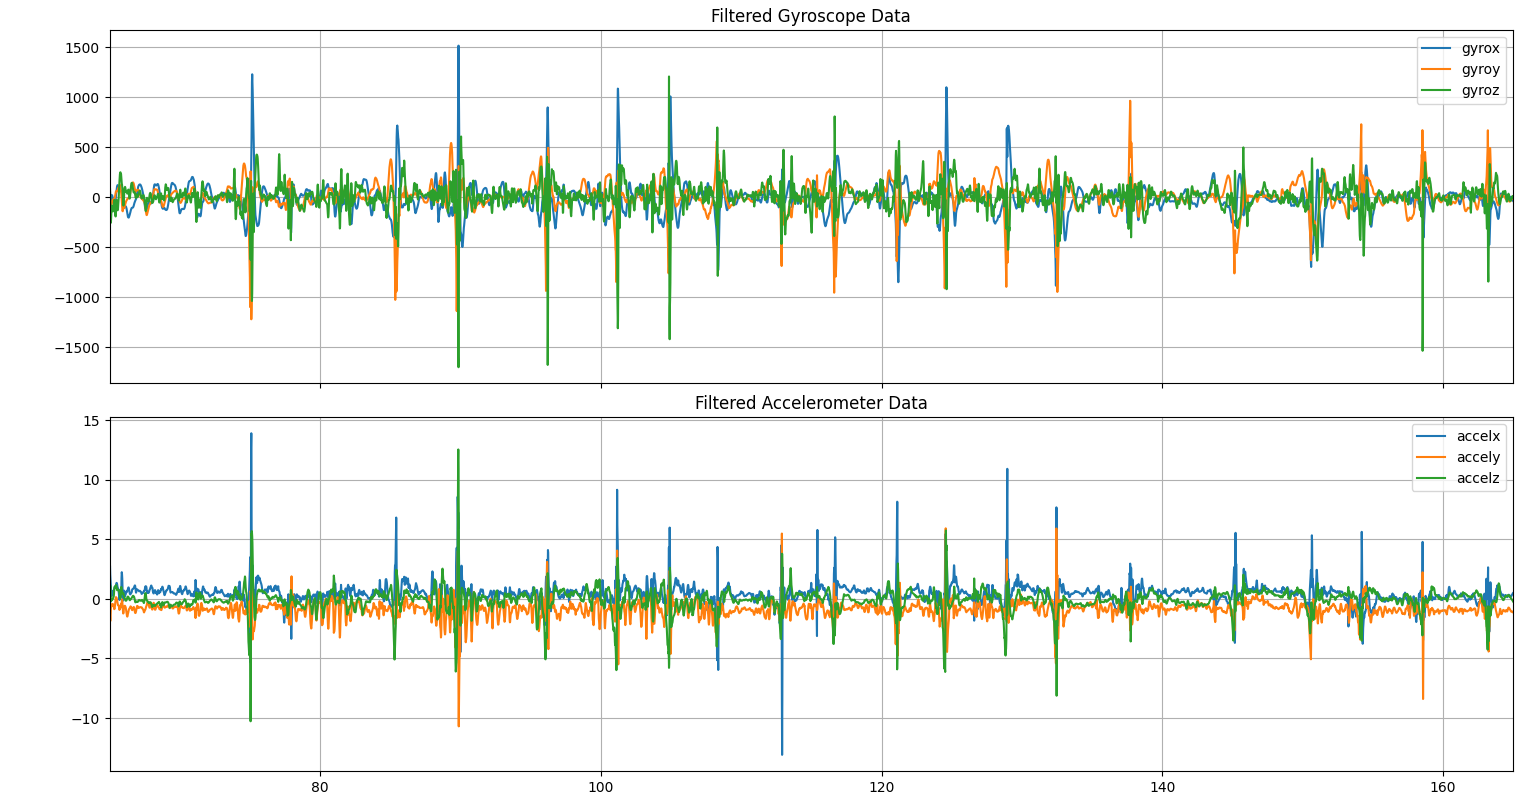 Filtered Gyroscope Data
1500
1000
500
0
−500
−1000
−1500
gyrox
gyroy
gyroz
Filtered Accelerometer Data
15
10
5
0
−5
−10
accelx
accely
accelz
80
100
120
140
160